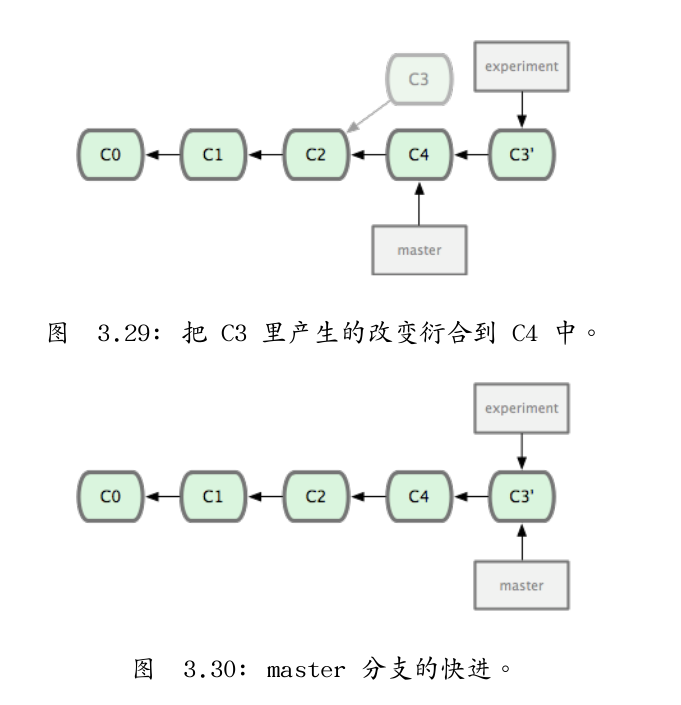 C3
experiment
C0
C1
C2
C4
C3'
master
图 3.29: 把 C3 里产生的改变衍合到 C4 中。
experiment
C0
C1
C2
C4
C3'
master
图 3.30: master 分支的快进。